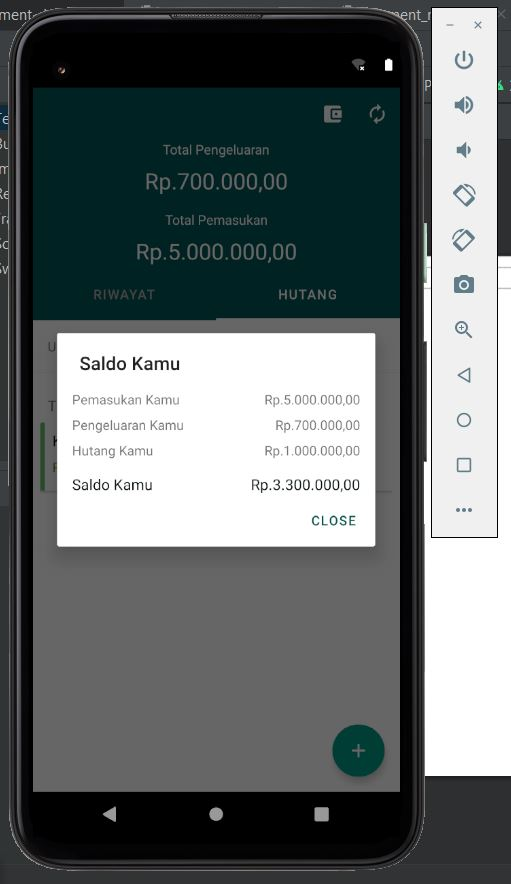 Total Pengeluaran
Rp.700.000,00
Total Pemasukan
Rp.5.000.000,00
RIWAYAT HUTANG
Saldo Kamu
Pemasukan Kamu Rp.5.000.000,00
Pengeluaran Kamu Rp.700.000,00
Hutang Kamu Rp.1.000.000,00
Saldo Kamu Rp.3.300.000,00
CLOSE